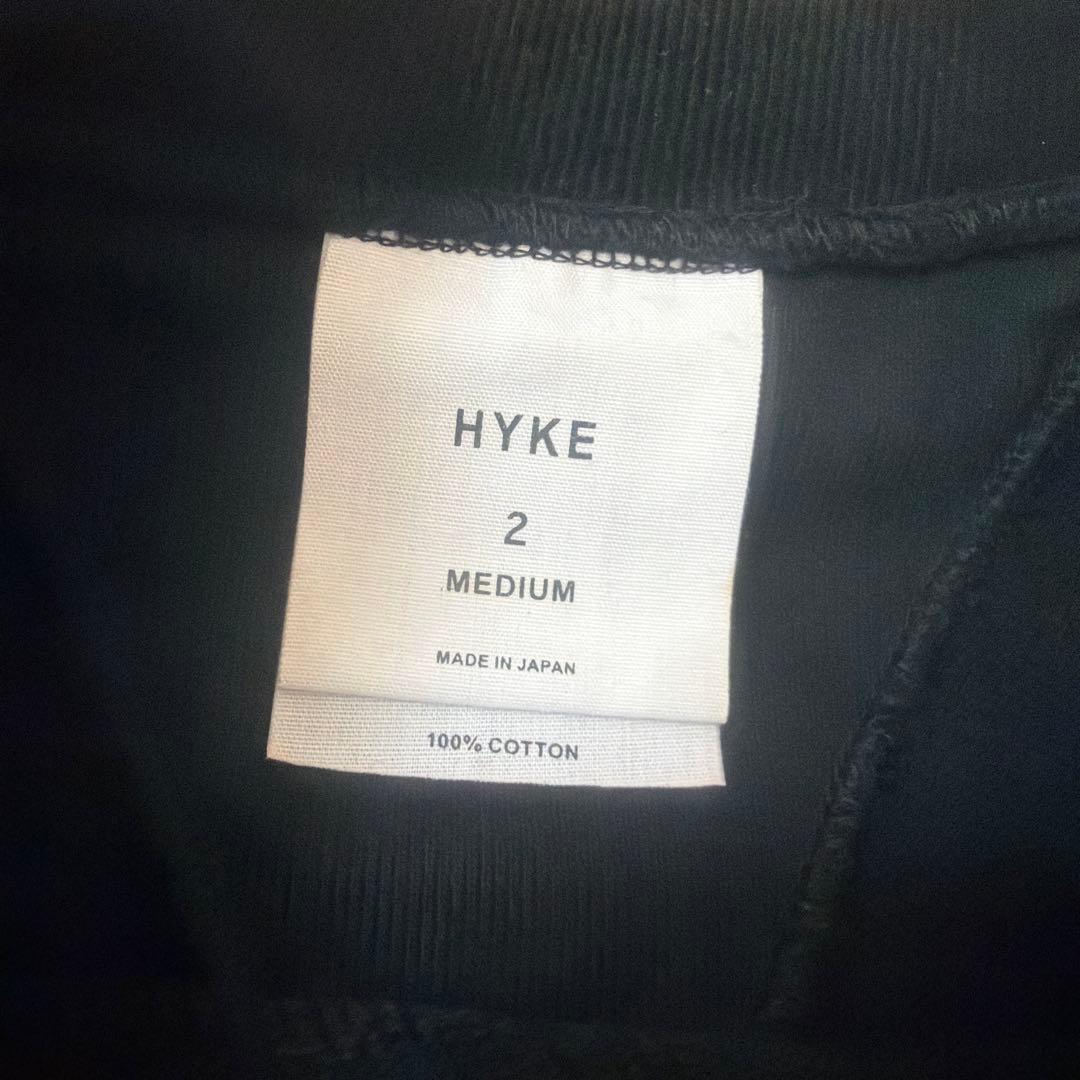 HYKE
2
MEDIUM
MADE IN JAPAN
100% COTTON